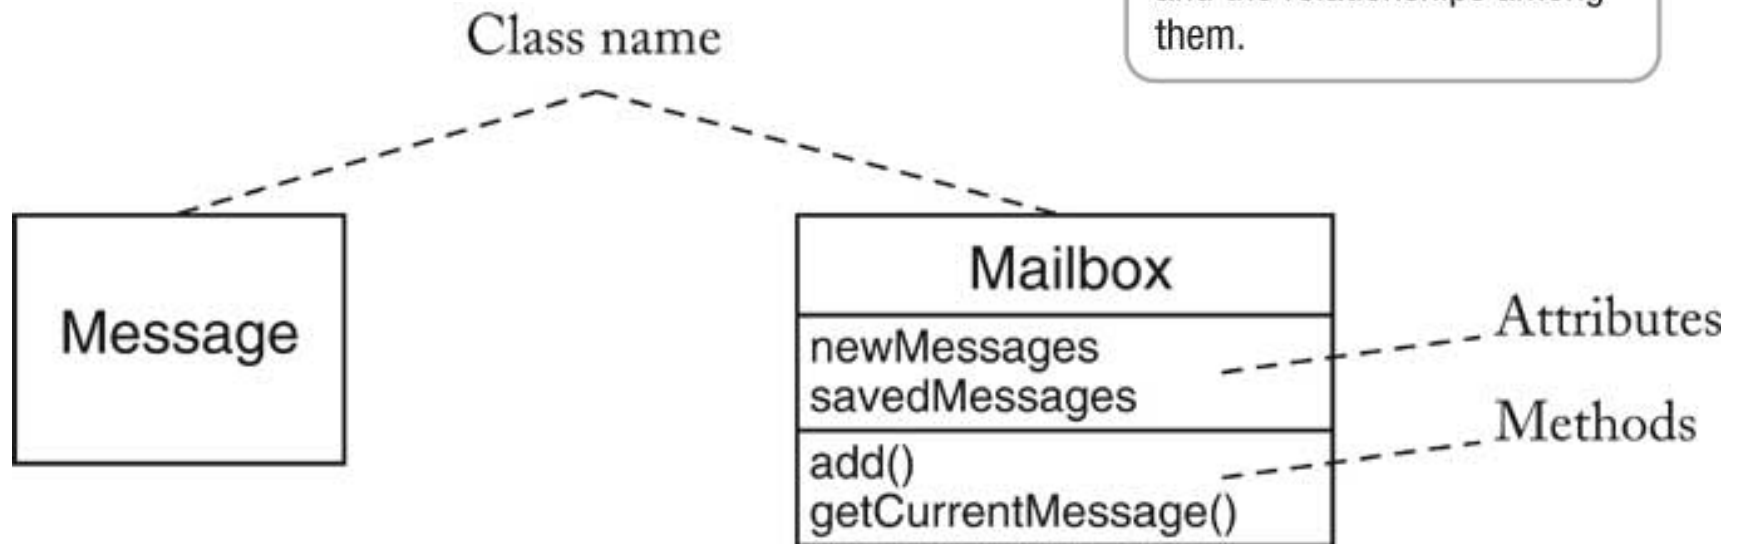 them.
Class name
Message
Mailbox
newMessages
savedMessages
add()
getCurrentMessage()
Attributes
Methods